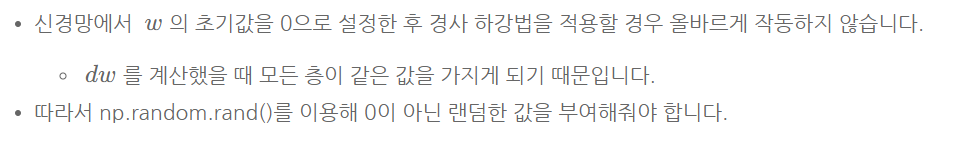 신경망에서 w 의 초기값을 0으로 설정한 후 경사 하강법을 적용할 경우 올바르게 작동하지 않습니다.
dw 를 계산했을 때 모든 층이 같은 값을 가지게 되기 때문입니다.
따라서 np.random.rand()를 이용해 0이 아닌 랜덤한 값을 부여해줘야 합니다.